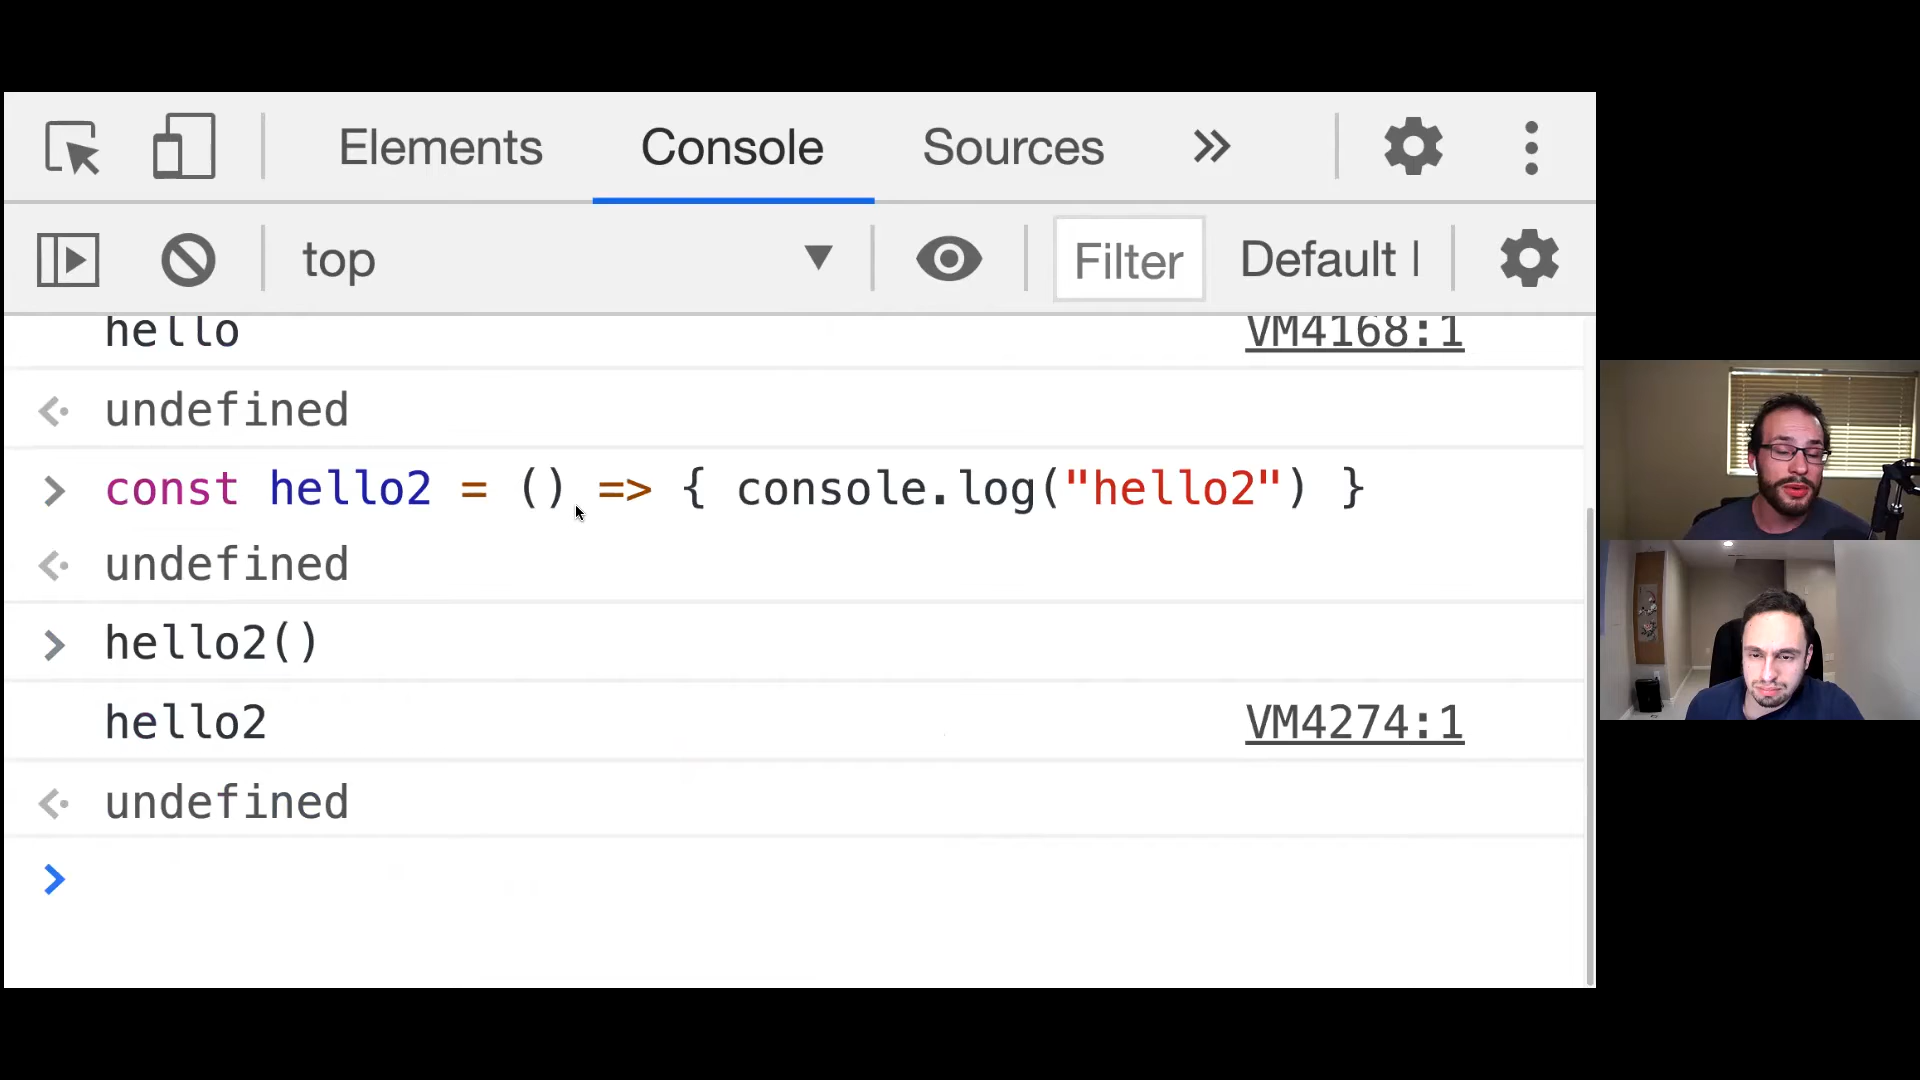 Elements Console Sources
top Filter Default
hello VM4168:1
undefined
const hello2 = () => { console.log("hello2") }
undefined
hello2()
hello2 VM4274:1
undefined